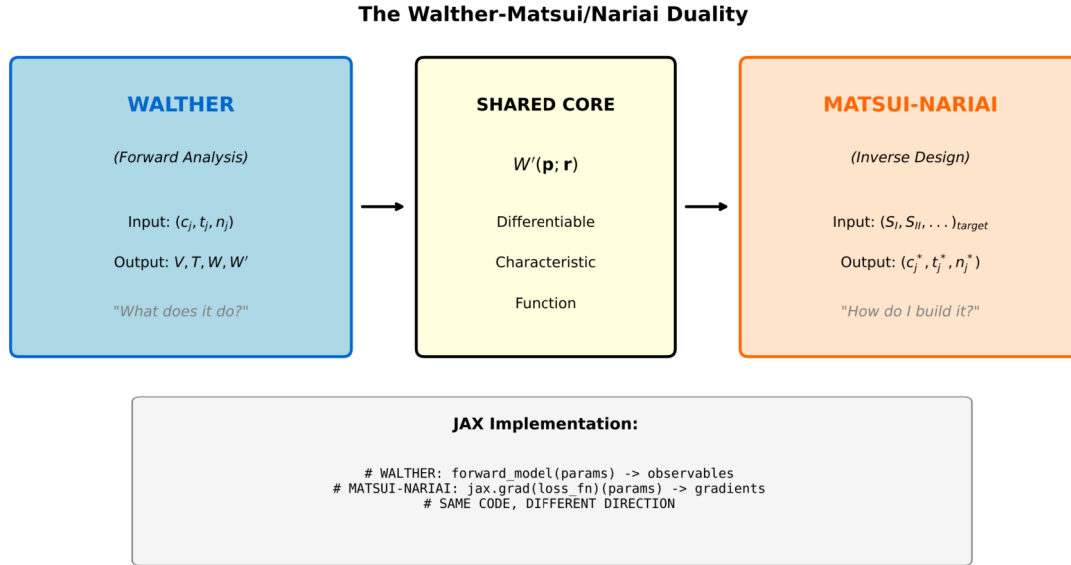 The Walther-Matsui/Nariai Duality
WALTHER
(Forward Analysis)
Input: (c_j, t_j, n_j)
Output: V, T, W, W′
"What does it do?"
SHARED CORE
W′(p; r)
Differentiable
Characteristic
Function
MATSUI-NARIAI
(Inverse Design)
Input: (S_I, S_II, . . . )_target
Output: (c_j^*, t_j^*, n_j^*)
"How do I build it?"
JAX Implementation:
# WALTHER: forward_model(params) -> observables
# MATSUI-NARIAI: jax.grad(loss_fn)(params) -> gradients
# SAME CODE, DIFFERENT DIRECTION